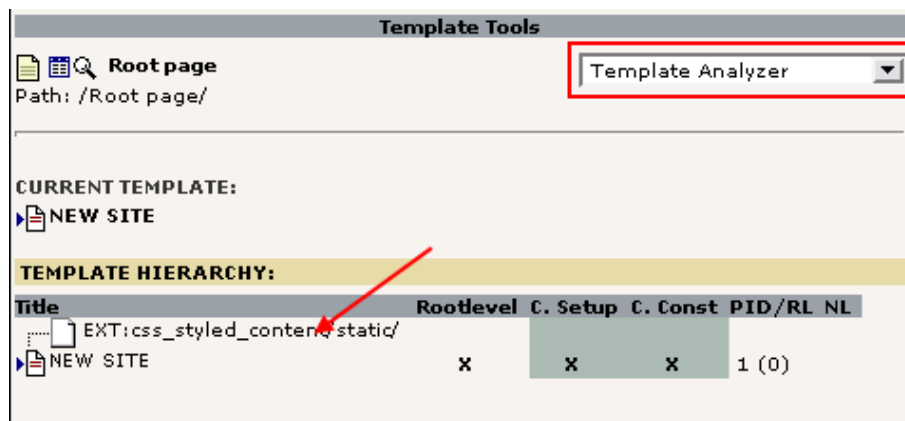 Template Tools
Root page
Template Analyzer
Path: /Root page/
CURRENT TEMPLATE:
NEW SITE
TEMPLATE HIERARCHY:
Title Rootlevel C. Setup C. Const PID/RL NL
EXT:css_styled_content/static/
NEW SITE x x x 1 (0)